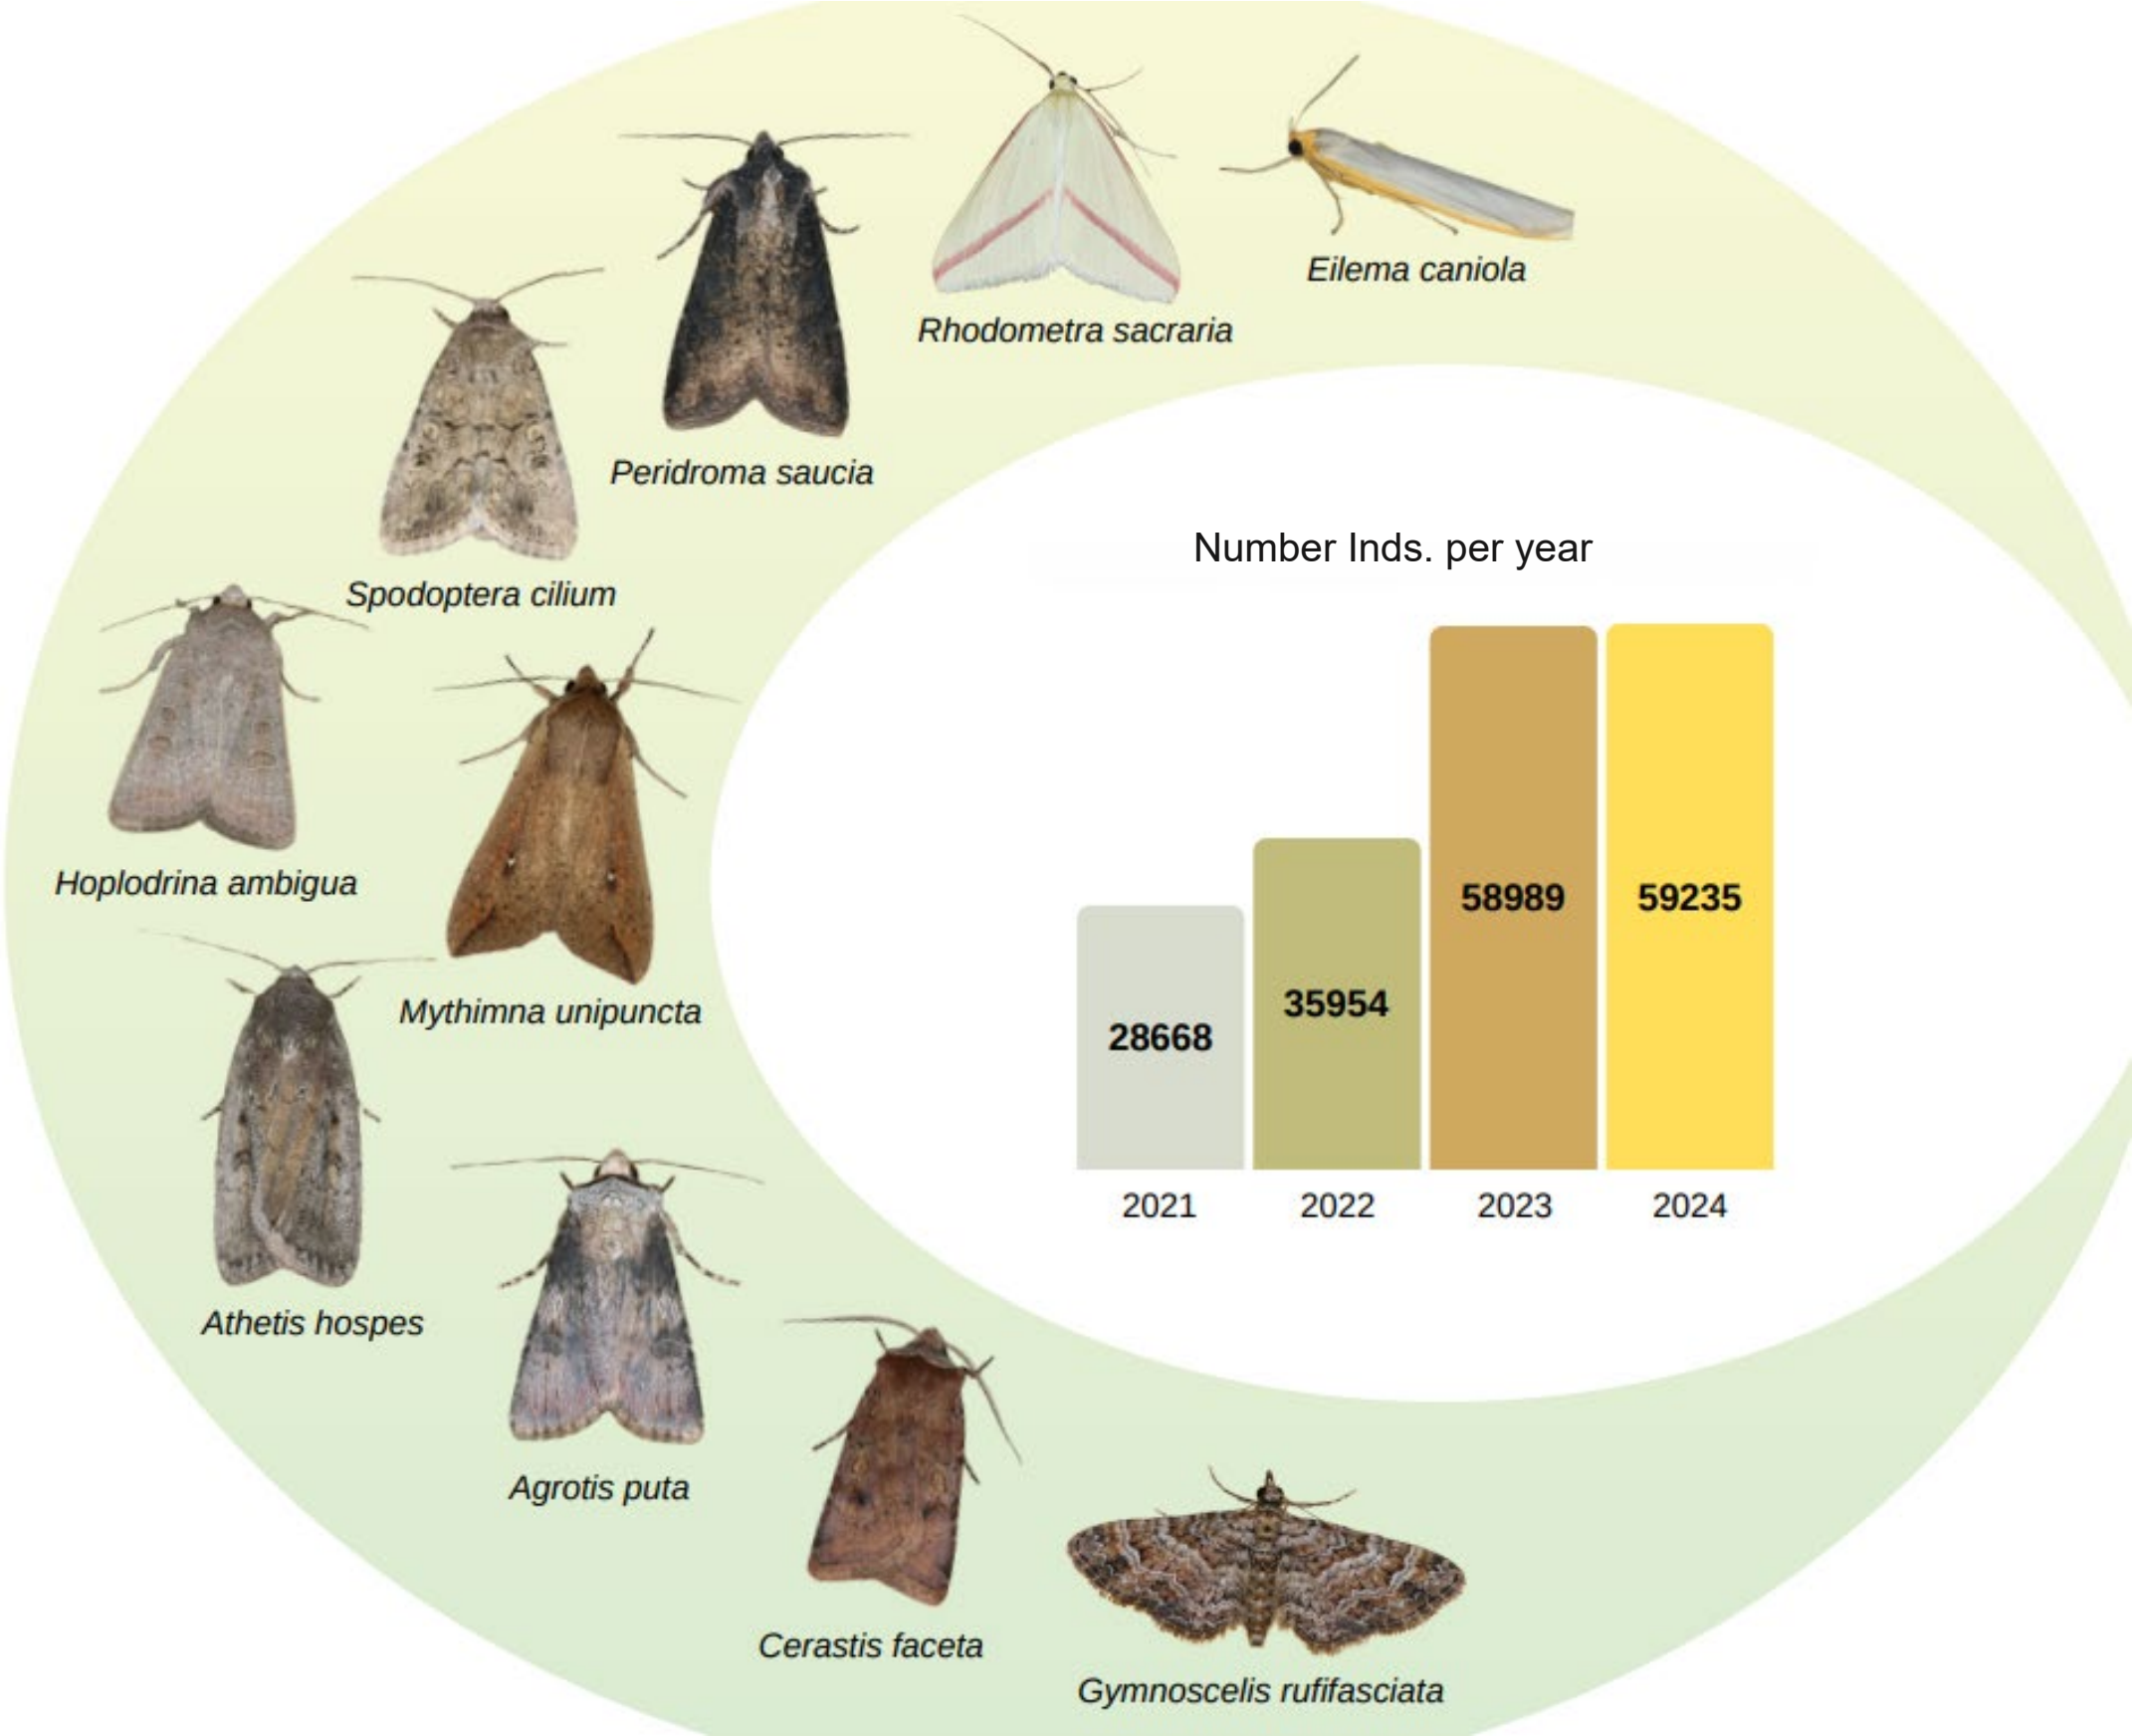 Eilema caniola
Rhodometra sacraria
Peridroma saucia
Spodoptera cilium
Hoplodrina ambigua
Mythimna unipuncta
Athetis hospes
Agrotis puta
Cerastis faceta
Gymnoscelis rufifasciata
Number Inds. per year
28668
35954
58989
59235
2021
2022
2023
2024